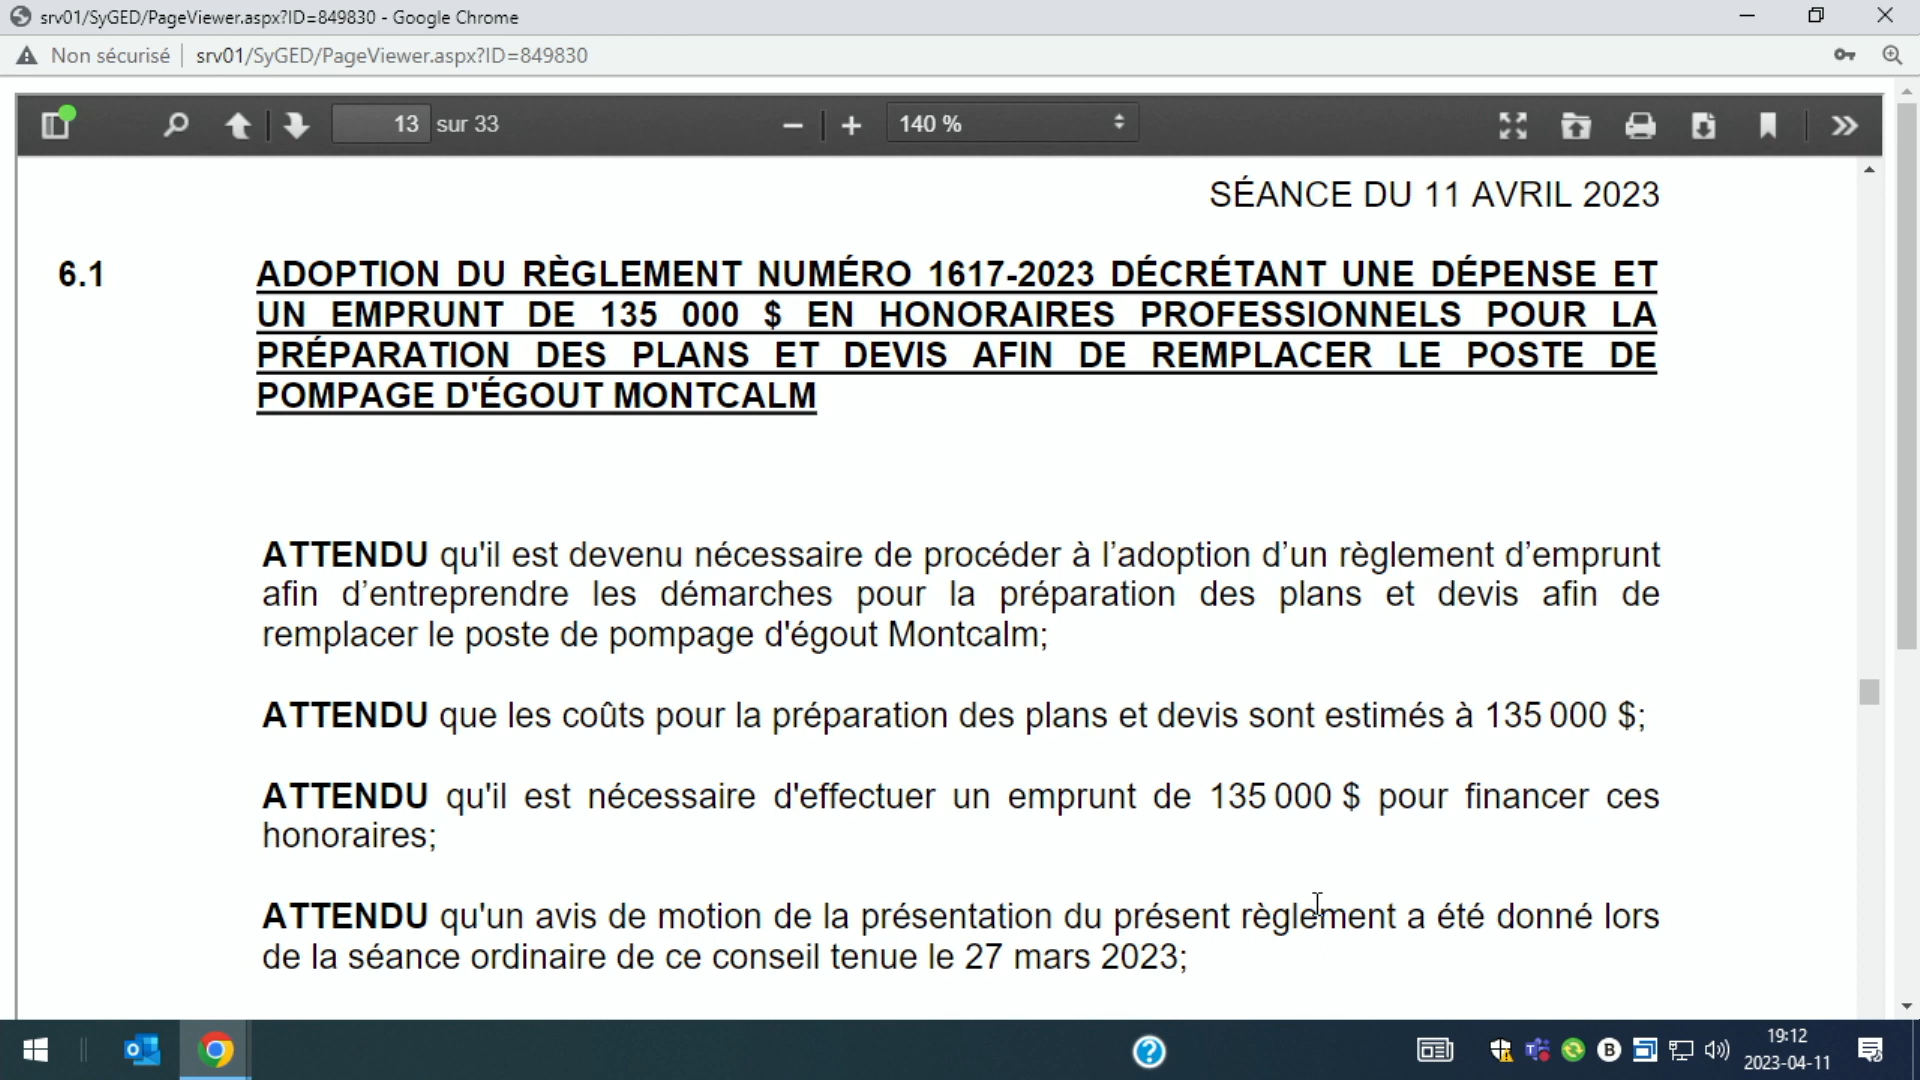 srv01/SyGED/PageViewer.aspx?ID=849830 - Google Chrome
Non sécurisé srv01/SyGED/PageViewer.aspx?ID=849830
13 sur 33 140 %
SÉANCE DU 11 AVRIL 2023
6.1 ADOPTION DU RÈGLEMENT NUMÉRO 1617-2023 DÉCRÉTANT UNE DÉPENSE ET
UN EMPRUNT DE 135 000 $ EN HONORAIRES PROFESSIONNELS POUR LA
PRÉPARATION DES PLANS ET DEVIS AFIN DE REMPLACER LE POSTE DE
POMPAGE D'ÉGOUT MONTCALM
ATTENDU qu'il est devenu nécessaire de procéder à l’adoption d’un règlement d’emprunt
afin d’entreprendre les démarches pour la préparation des plans et devis afin de
remplacer le poste de pompage d'égout Montcalm;
ATTENDU que les coûts pour la préparation des plans et devis sont estimés à 135 000 $;
ATTENDU qu'il est nécessaire d'effectuer un emprunt de 135 000 $ pour financer ces
honoraires;
ATTENDU qu'un avis de motion de la présentation du présent règlement a été donné lors
de la séance ordinaire de ce conseil tenue le 27 mars 2023;
19:12
2023-04-11